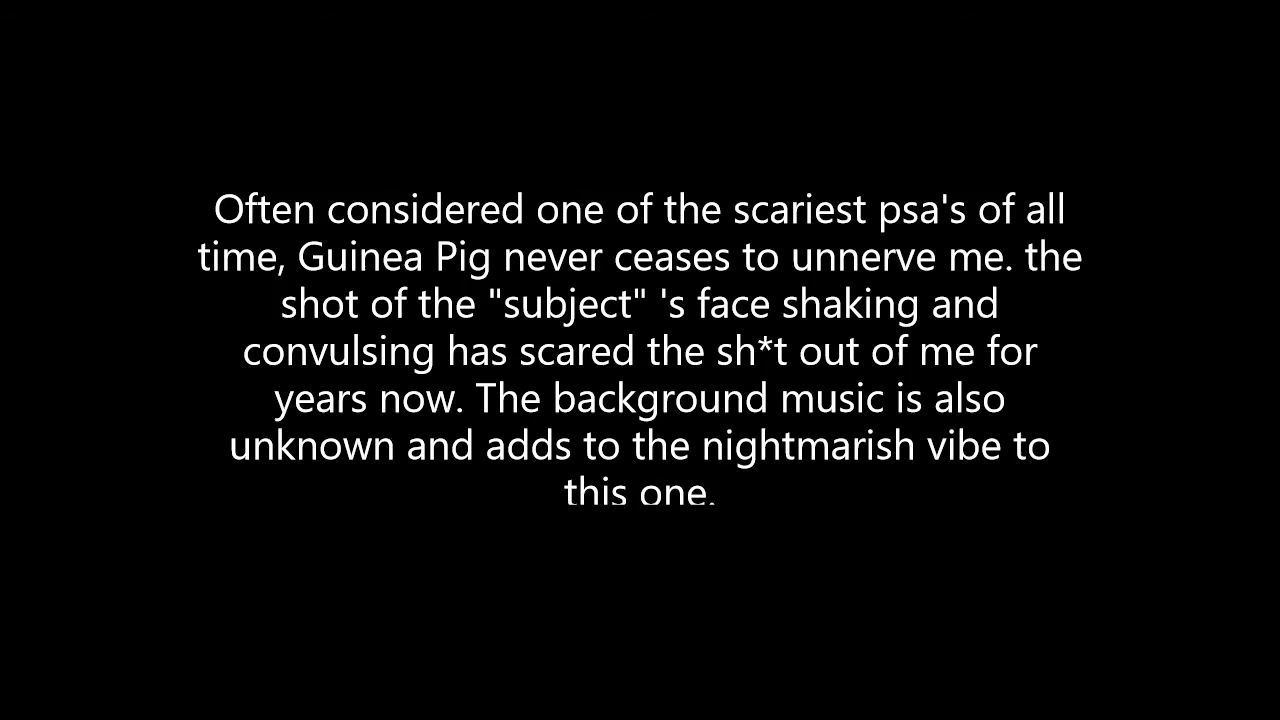 Often considered one of the scariest psa's of all
time, Guinea Pig never ceases to unnerve me. the
shot of the "subject" 's face shaking and
convulsing has scared the sh*t out of me for
years now. The background music is also
unknown and adds to the nightmarish vibe to
this one.